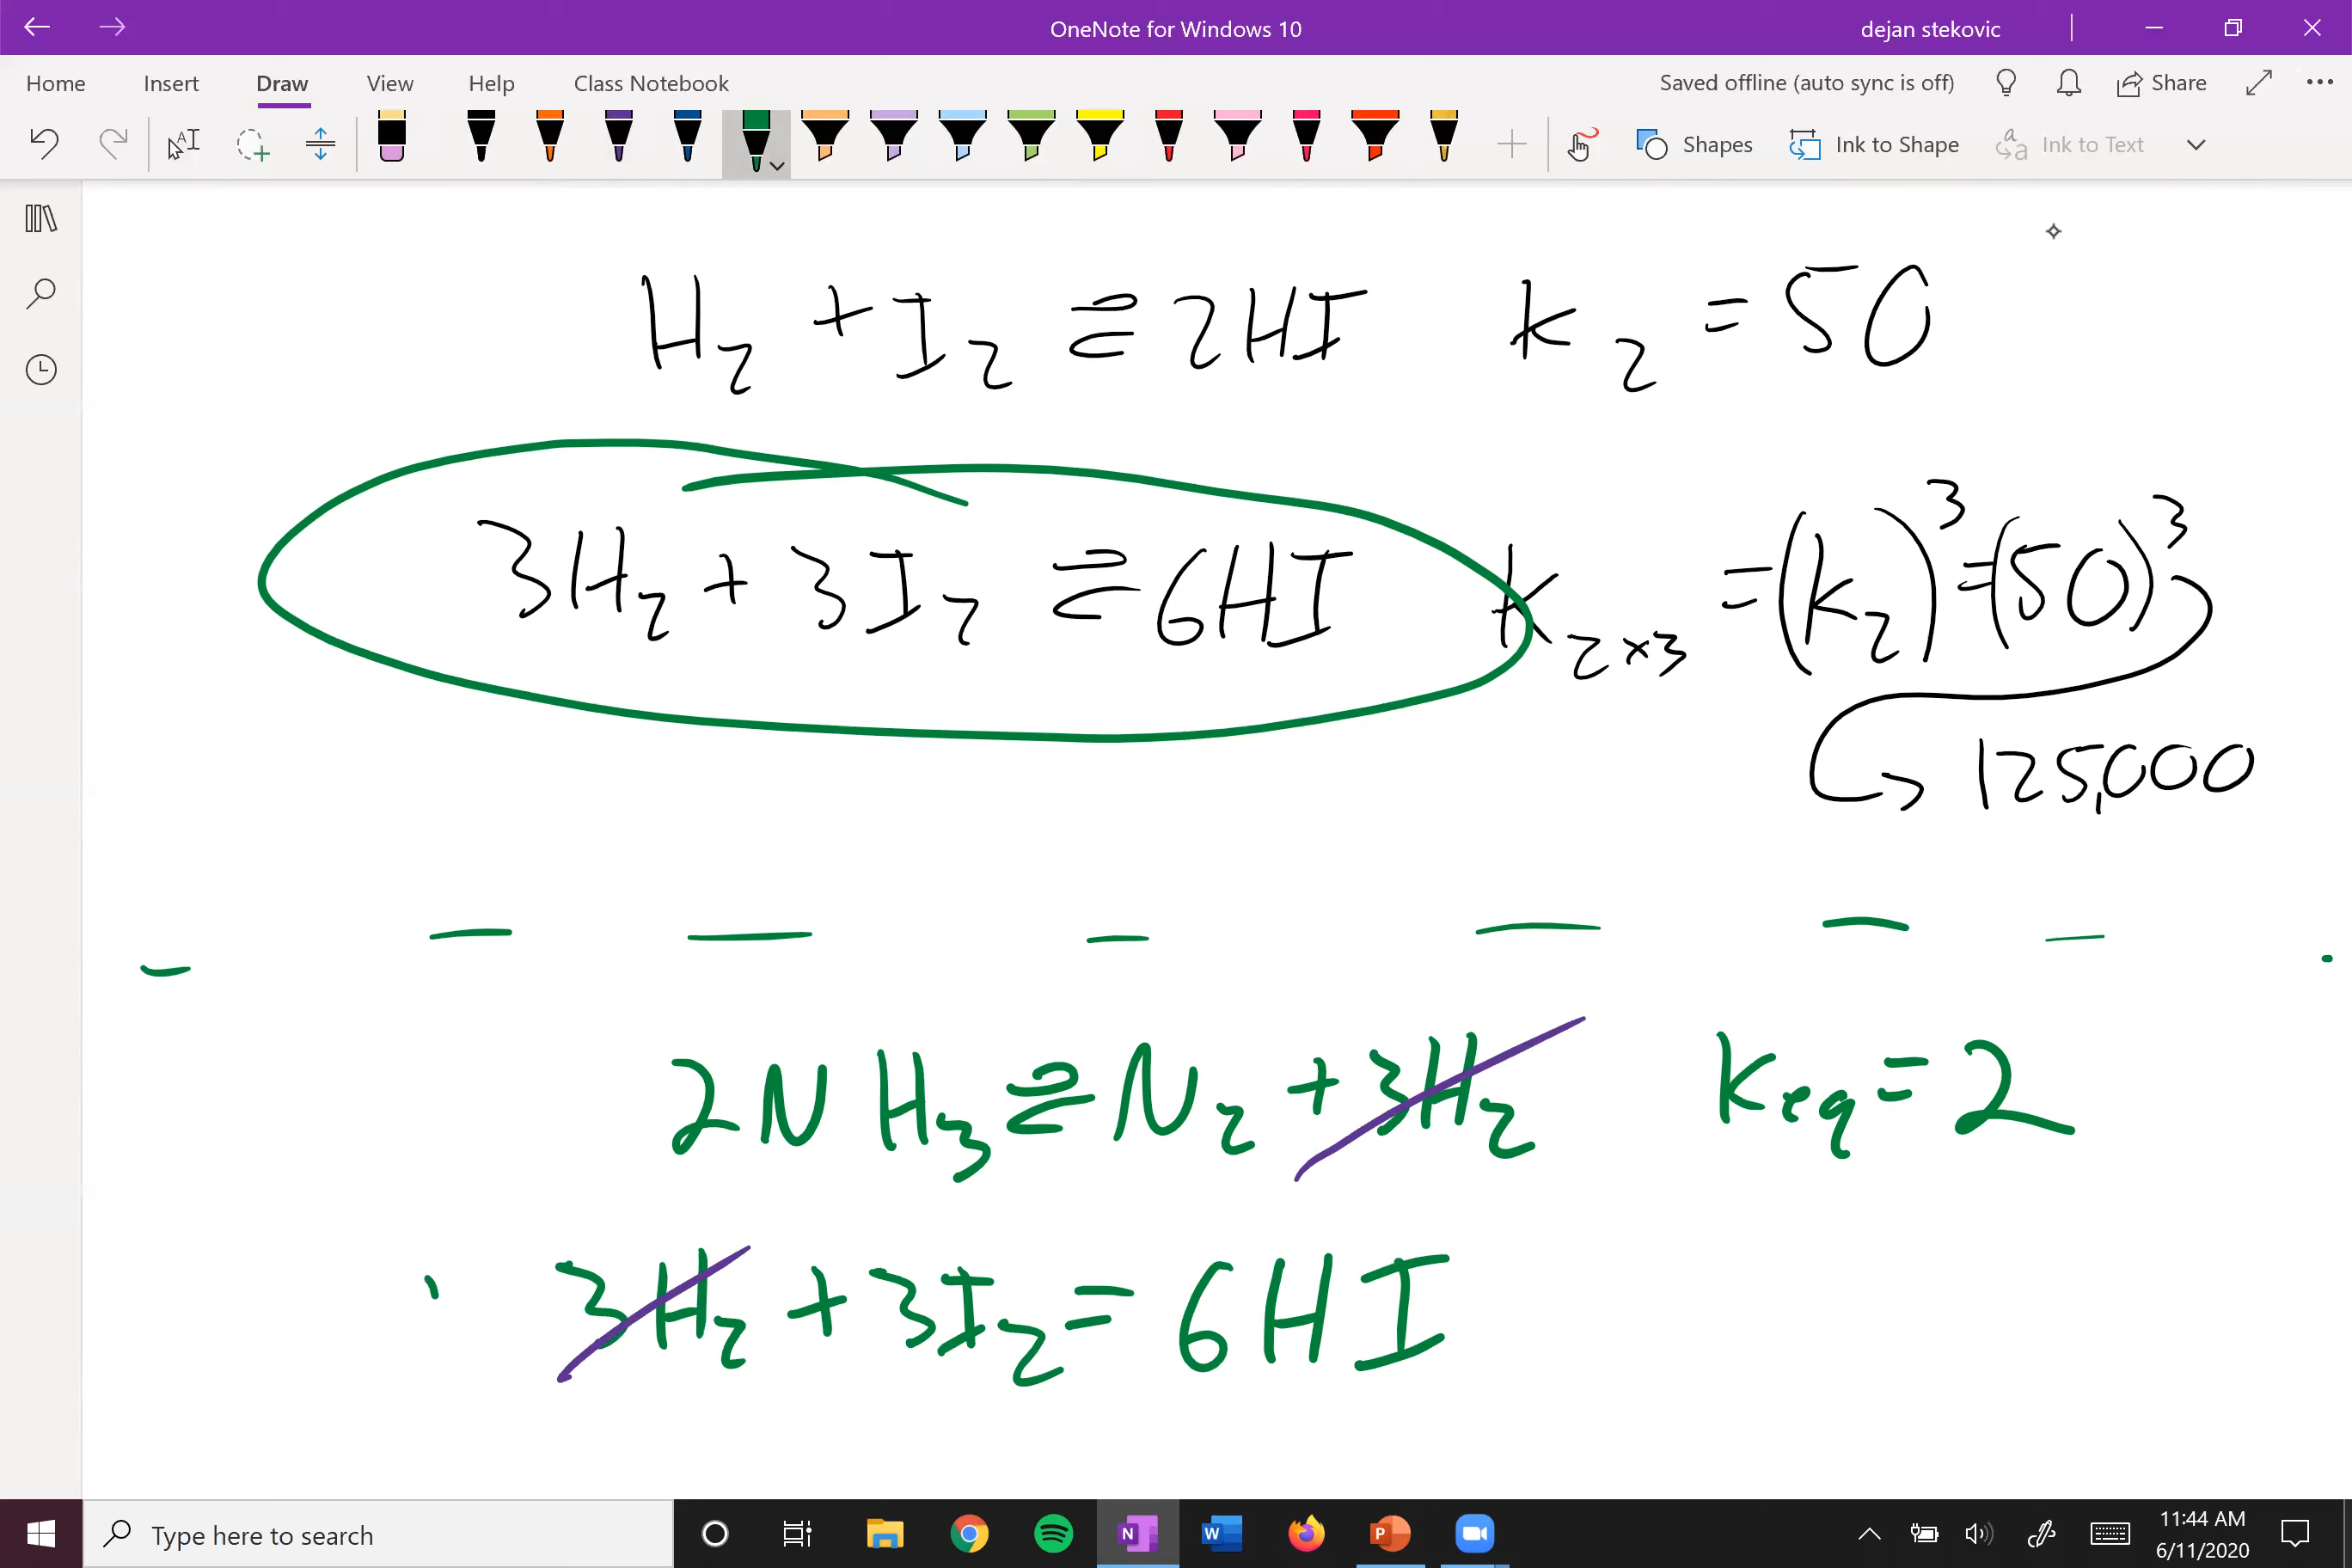 OneNote for Windows 10
dejan stekovic
Home Insert Draw View Help Class Notebook
Saved offline (auto sync is off) Share
Shapes Ink to Shape Ink to Text
H₂ + I₂ ⇌ 2HI K₂ = 50
3H₂ + 3I₂ ⇌ 6HI K₂ₓ₃ = (K₂)³ = (50)³
↳ 125,000
2NH₃ ⇌ N₂ + 3H₂ Keq = 2
3H₂ + 3I₂ = 6HI
Type here to search
11:44 AM
6/11/2020